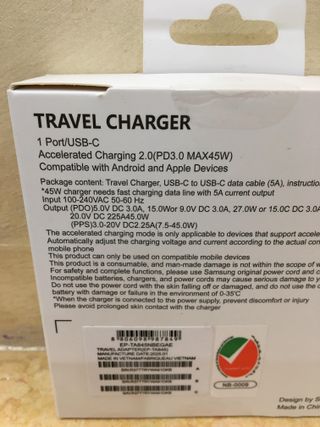 TRAVEL CHARGER
1 Port/USB-C
Accelerated Charging 2.0(PD3.0 MAX45W)
Compatible with Android and Apple Devices
Package content: Travel Charger, USB-C to USB-C data cable (5A), instruction
*45W charger needs fast charging data line with 5A current output
Input 100-240VAC 50-60 Hz
Output (PDO)5.0V DC 3.0A, 15.0Wor 9.0V DC 3.0A, 27.0W or 15.0C DC 3.0A
20.0V DC 225A45.0W
(PPS)3.0-20V DC2.25A(7.5-45.0W)
The accelerated charging mode is only applicable to devices that support accele
Automatically adjust the charging voltage and current according to the actual con
mobile phone
This product can only be used on compatible mobile devices
This product is a consumable, and man-made damage is not within the scope of w
For safety and complete functions, please use Samsung original power cord and c
Incompatible batteries, chargers, and power cords may cause serious damage to y
Do not use the power cord with the skin falling off or damaged, and do not use the
battery with damage or failure in the environment of 0-35°C
*When the charger is connected to the power supply, prevent discomfort or injury
Please avoid prolonged contact
8806098987849
EP-TA845NBEGAE
TRAVEL ADAPTER(EP-TA845)
MANUFACTURE DATE:2025.01
MADE IN VIETNAM/FABRIQUE AU VIETNAM
NB-0009
Design by S
Made in Ch